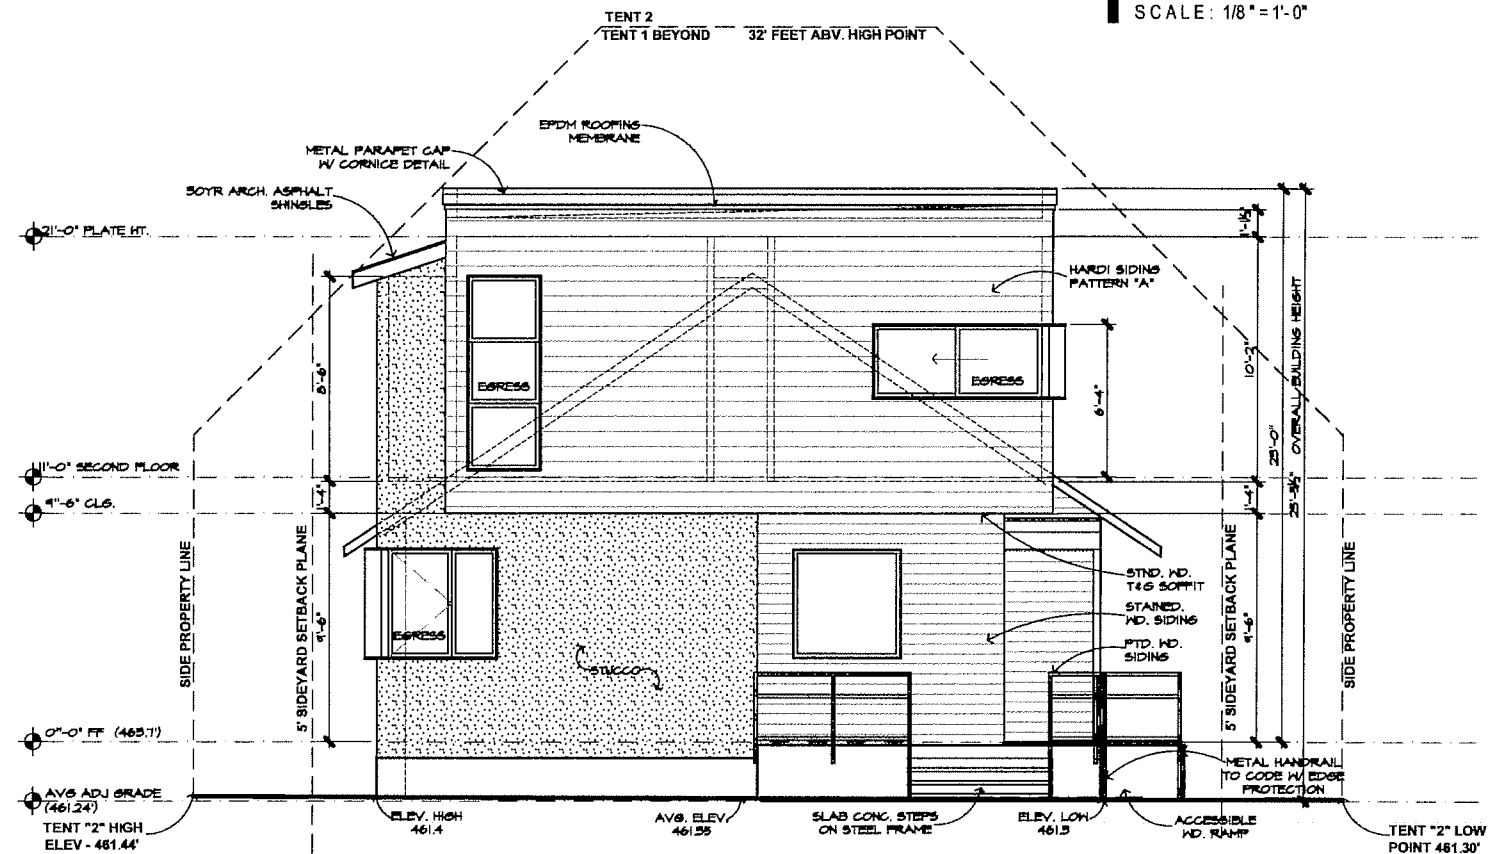 SCALE: 1/8" = 1'-0"
TENT 2
TENT 1 BEYOND
32' FEET ABV. HIGH POINT
EPDM ROOFING
MEMBRANE
METAL PARAPET CAP
W/ CORNICE DETAIL
50YR ARCH. ASPHALT
SHINGLES
21'-0" PLATE HT.
HARDI SIDING
PATTERN "A"
1'-1½"
8'-6"
EGRESS
EGRESS
6'-4"
10'-2"
OVERALL BUILDING HEIGHT
25'-0"
11'-0" SECOND FLOOR
1'-4"
1'-4"
9'-6" CLG.
SIDE PROPERTY LINE
5' SIDEYARD SETBACK PLANE
9'-6"
EGRESS
STUCCO
STND. WD.
T&G SOFFIT
STAINED.
WD. SIDING
PTD. WD.
SIDING
5' SIDEYARD SETBACK PLANE
9'-6"
SIDE PROPERTY LINE
0'-0" FF (463.1')
METAL HANDRAIL
TO CODE W/ EDGE
PROTECTION
AVG ADJ GRADE
(461.24')
TENT "2" HIGH
ELEV - 461.44'
ELEV. HIGH
461.4
AVG. ELEV.
461.35
SLAB CONC. STEPS
ON STEEL FRAME
ELEV. LOW
461.3
ACCESSIBLE
WD. RAMP
TENT "2" LOW
POINT 461.30'